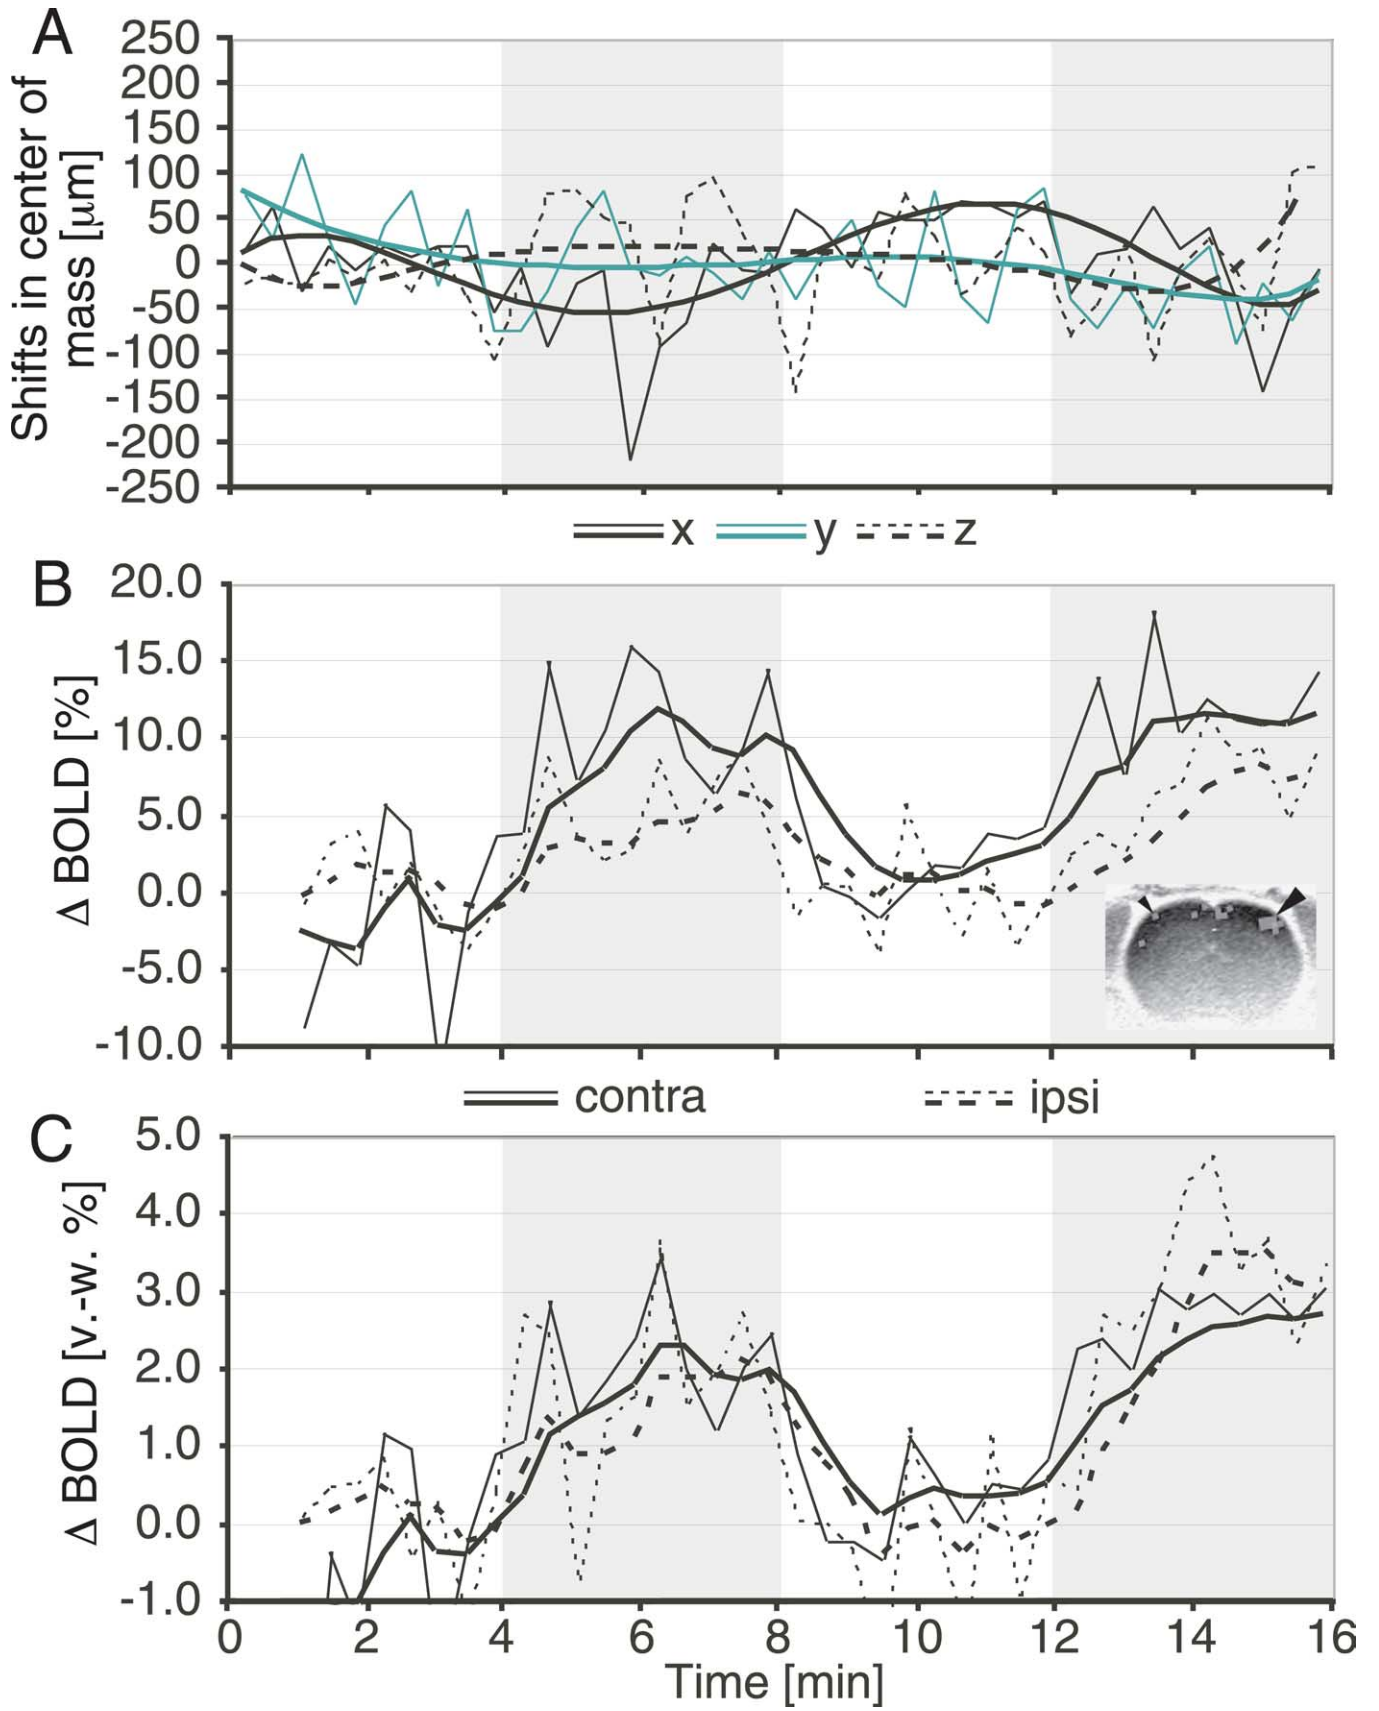 A
Shifts in center of
mass [μm]
250
200
150
100
50
0
-50
-100
-150
-200
-250
x y z
B
Δ BOLD [%]
20.0
15.0
10.0
5.0
0.0
-5.0
-10.0
contra ipsi
C
Δ BOLD [v.-w. %]
5.0
4.0
3.0
2.0
1.0
0.0
-1.0
0 2 4 6 8 10 12 14 16
Time [min]